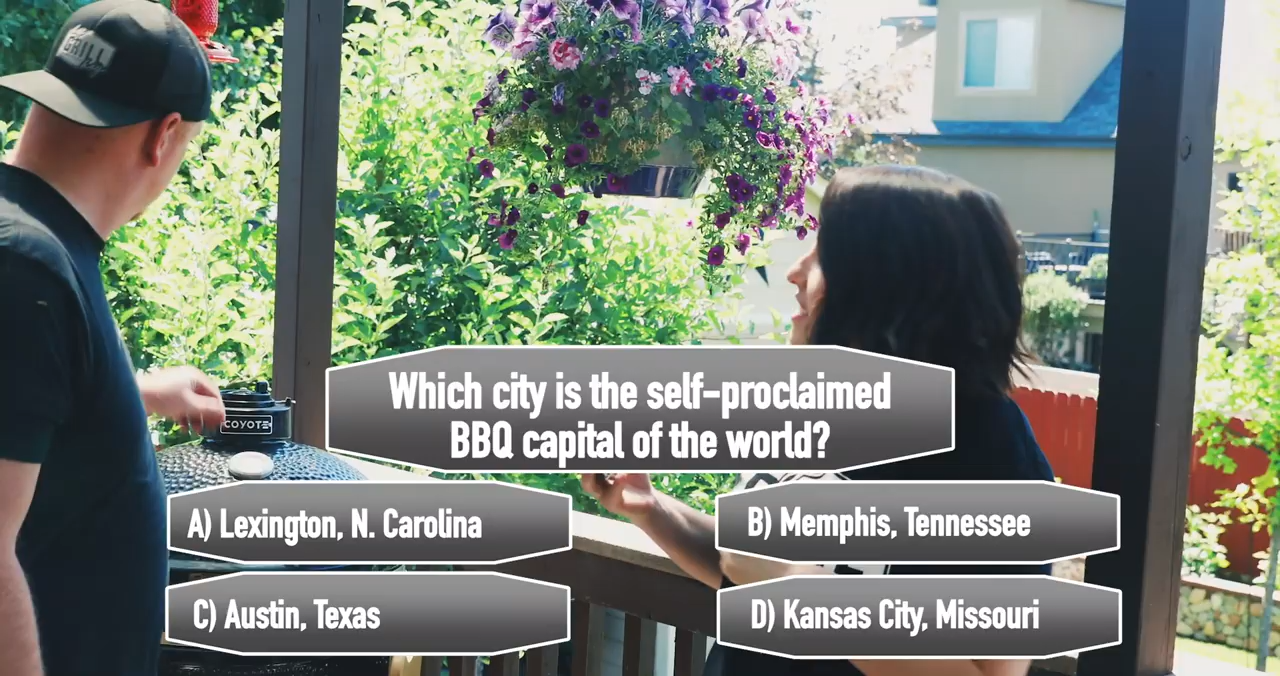 GRILL
COYOTE
Which city is the self-proclaimed
BBQ capital of the world?
A) Lexington, N. Carolina
B) Memphis, Tennessee
C) Austin, Texas
D) Kansas City, Missouri